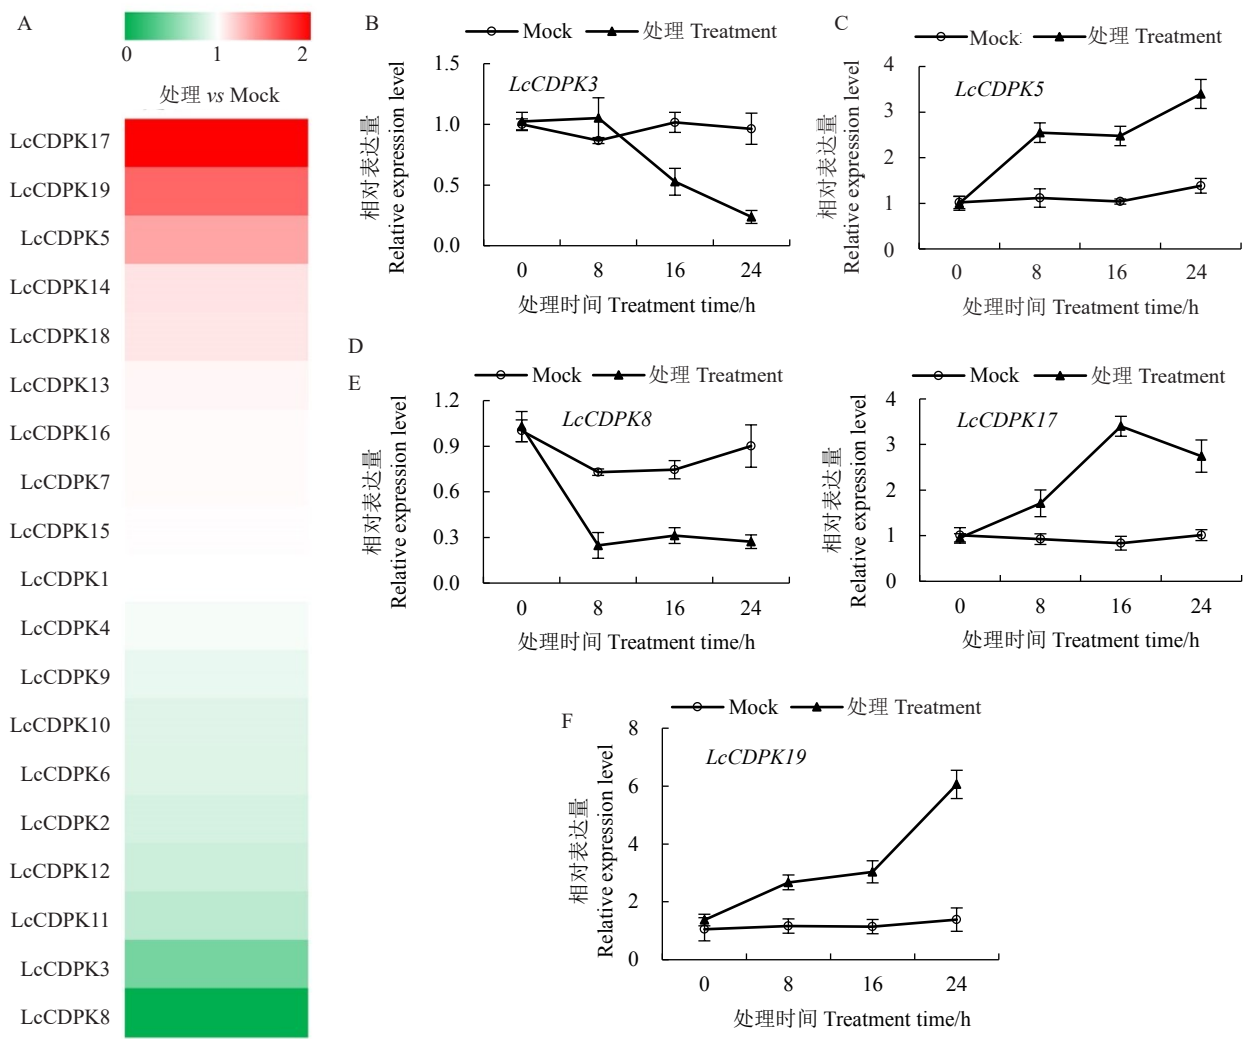 A
0
1
2
处理 vs Mock
LcCDPK17
LcCDPK19
LcCDPK5
LcCDPK14
LcCDPK18
LcCDPK13
LcCDPK16
LcCDPK7
LcCDPK15
LcCDPK1
LcCDPK4
LcCDPK9
LcCDPK10
LcCDPK6
LcCDPK2
LcCDPK12
LcCDPK11
LcCDPK3
LcCDPK8
B
Mock
处理 Treatment
LcCDPK3
相对表达量
Relative expression level
1.5
1.0
0.5
0.0
0 8 16 24
处理时间 Treatment time/h
C
Mock
处理 Treatment
LcCDPK5
相对表达量
Relative expression level
4
3
2
1
0
0 8 16 24
处理时间 Treatment time/h
D
E
Mock
处理 Treatment
LcCDPK8
相对表达量
Relative expression level
1.2
0.9
0.6
0.3
0.0
0 8 16 24
处理时间 Treatment time/h
Mock
处理 Treatment
LcCDPK17
相对表达量
Relative expression level
4
3
2
1
0
0 8 16 24
处理时间 Treatment time/h
F
Mock
处理 Treatment
LcCDPK19
相对表达量
Relative expression level
8
6
4
2
0
0 8 16 24
处理时间 Treatment time/h